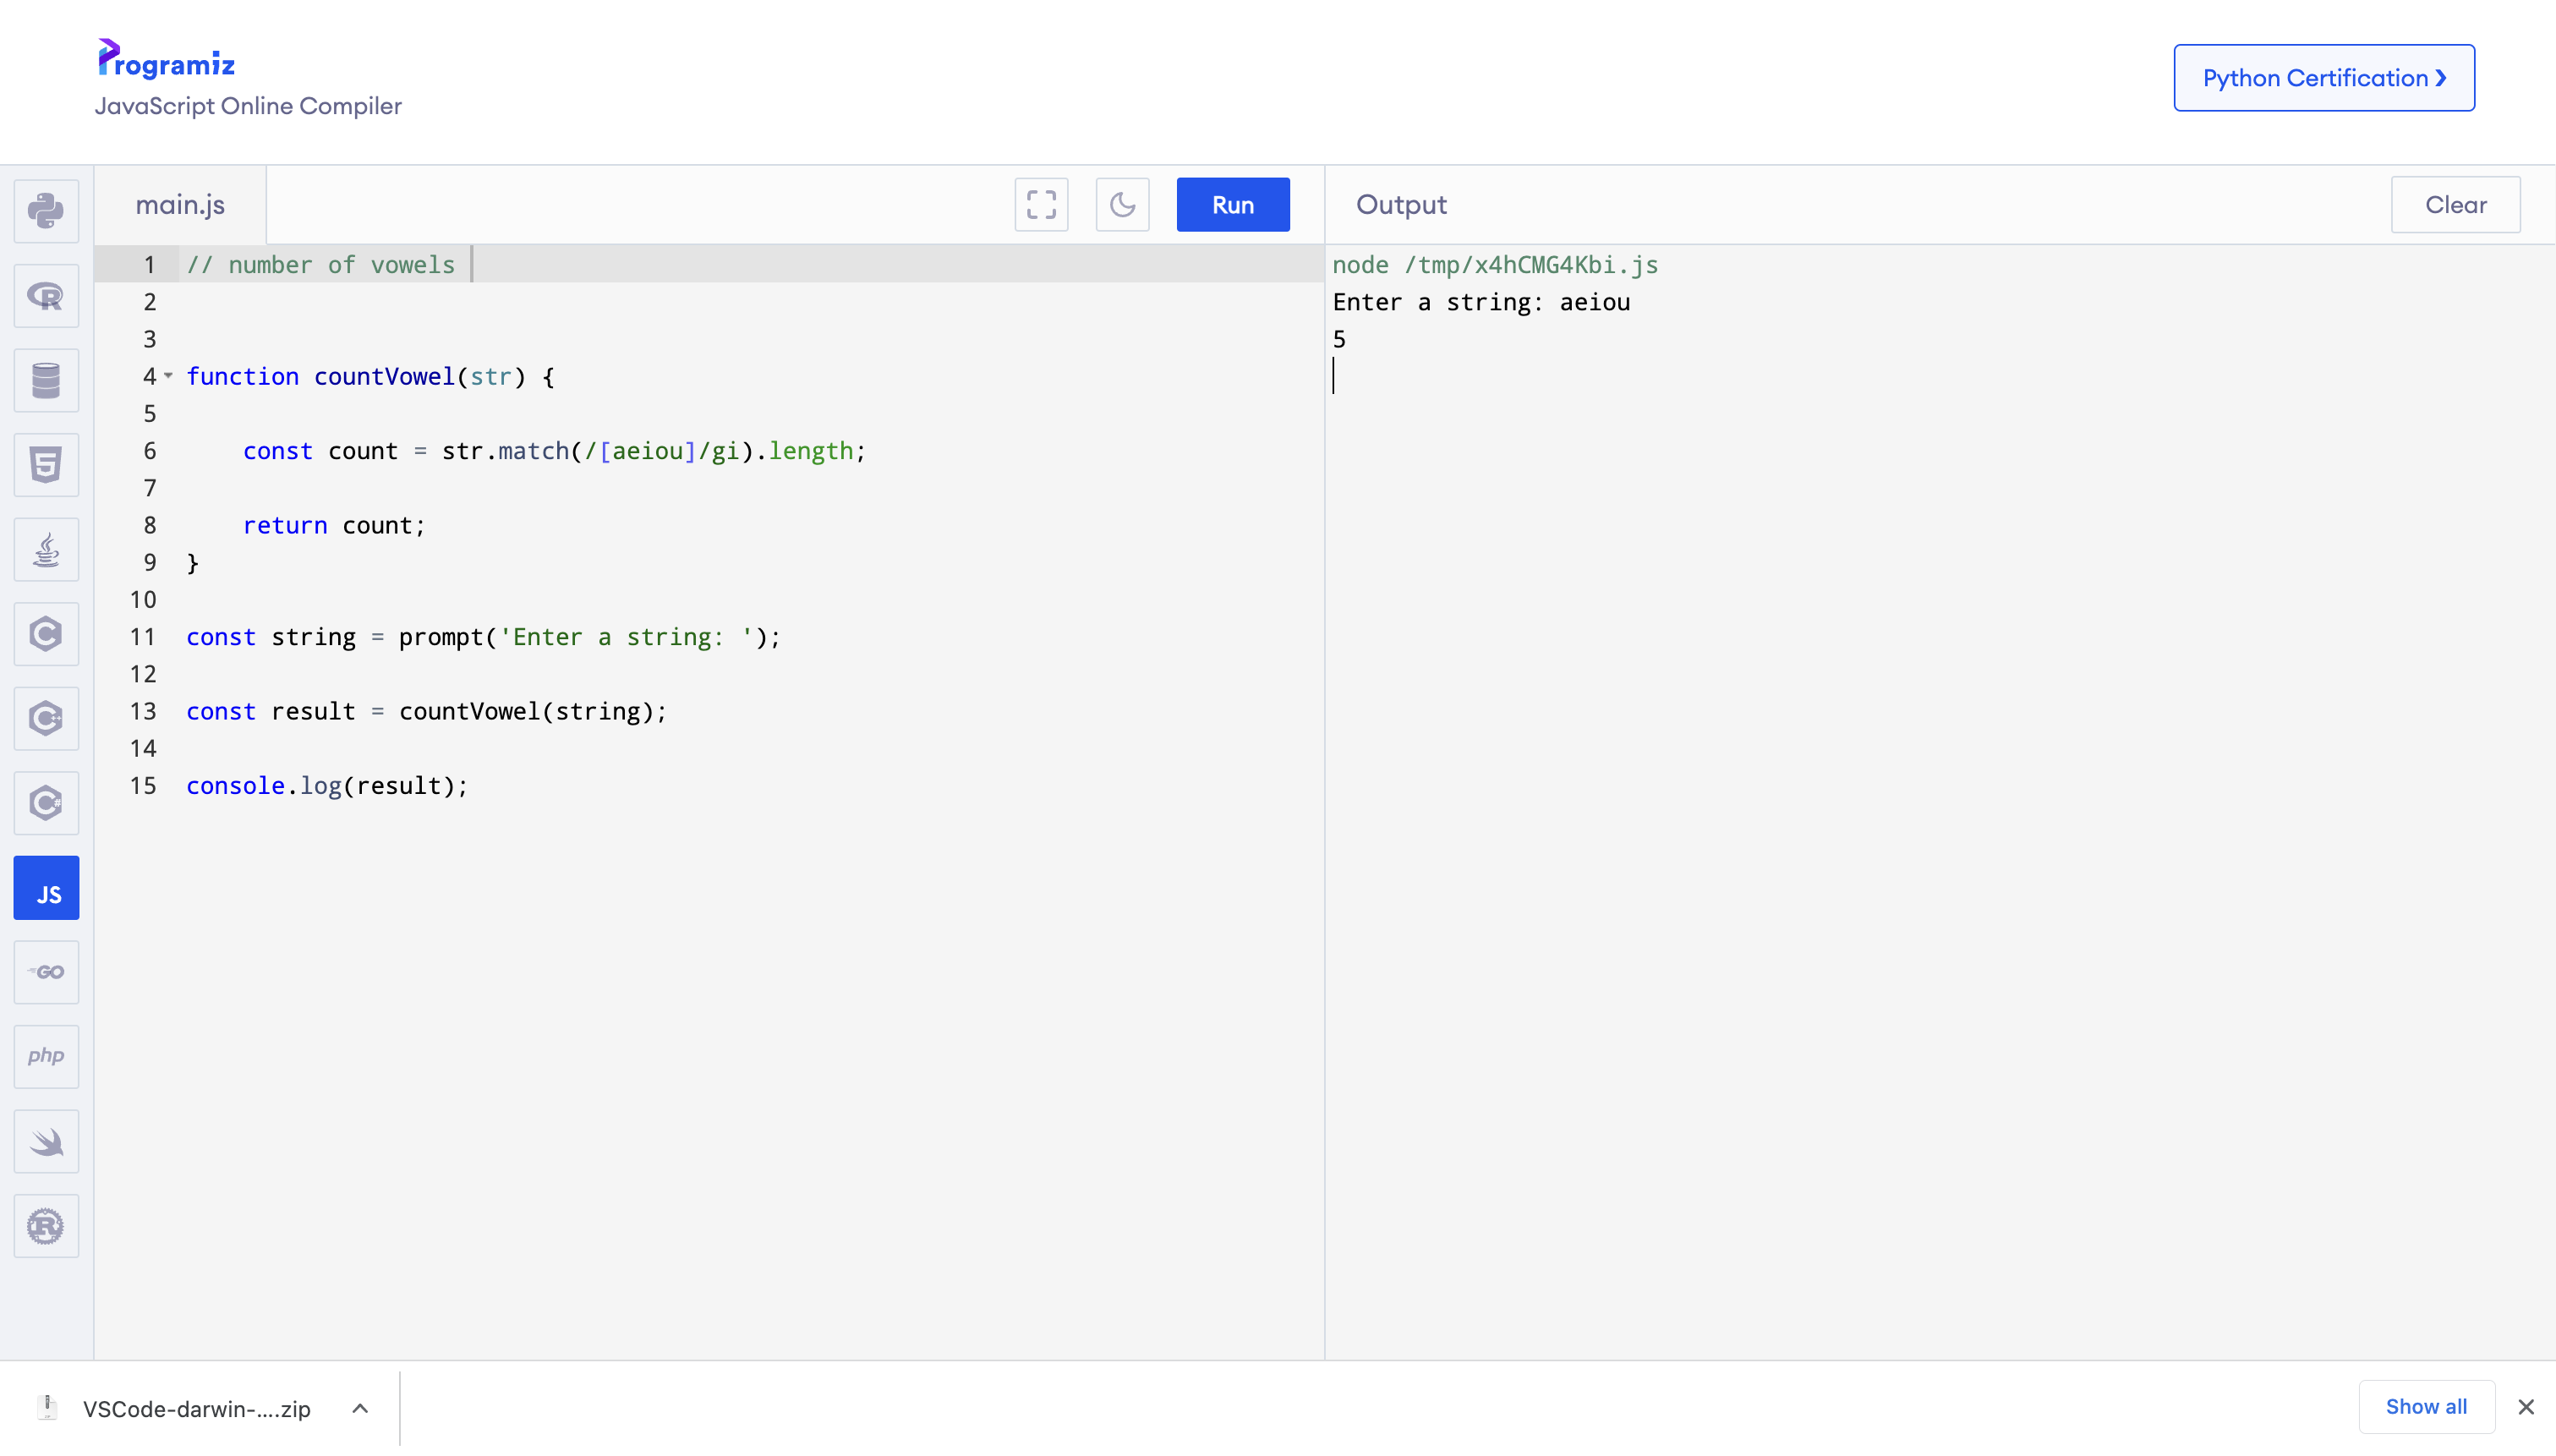 Programiz
JavaScript Online Compiler
Python Certification ❯
main.js
Run
Output
Clear
1 // number of vowels
2
3
4 function countVowel(str) {
5
6     const count = str.match(/[aeiou]/gi).length;
7
8     return count;
9 }
10
11 const string = prompt('Enter a string: ');
12
13 const result = countVowel(string);
14
15 console.log(result);
node /tmp/x4hCMG4Kbi.js
Enter a string: aeiou
5
R
5
C
C++
C#
JS
GO
php
R
VSCode-darwin-....zip
Show all